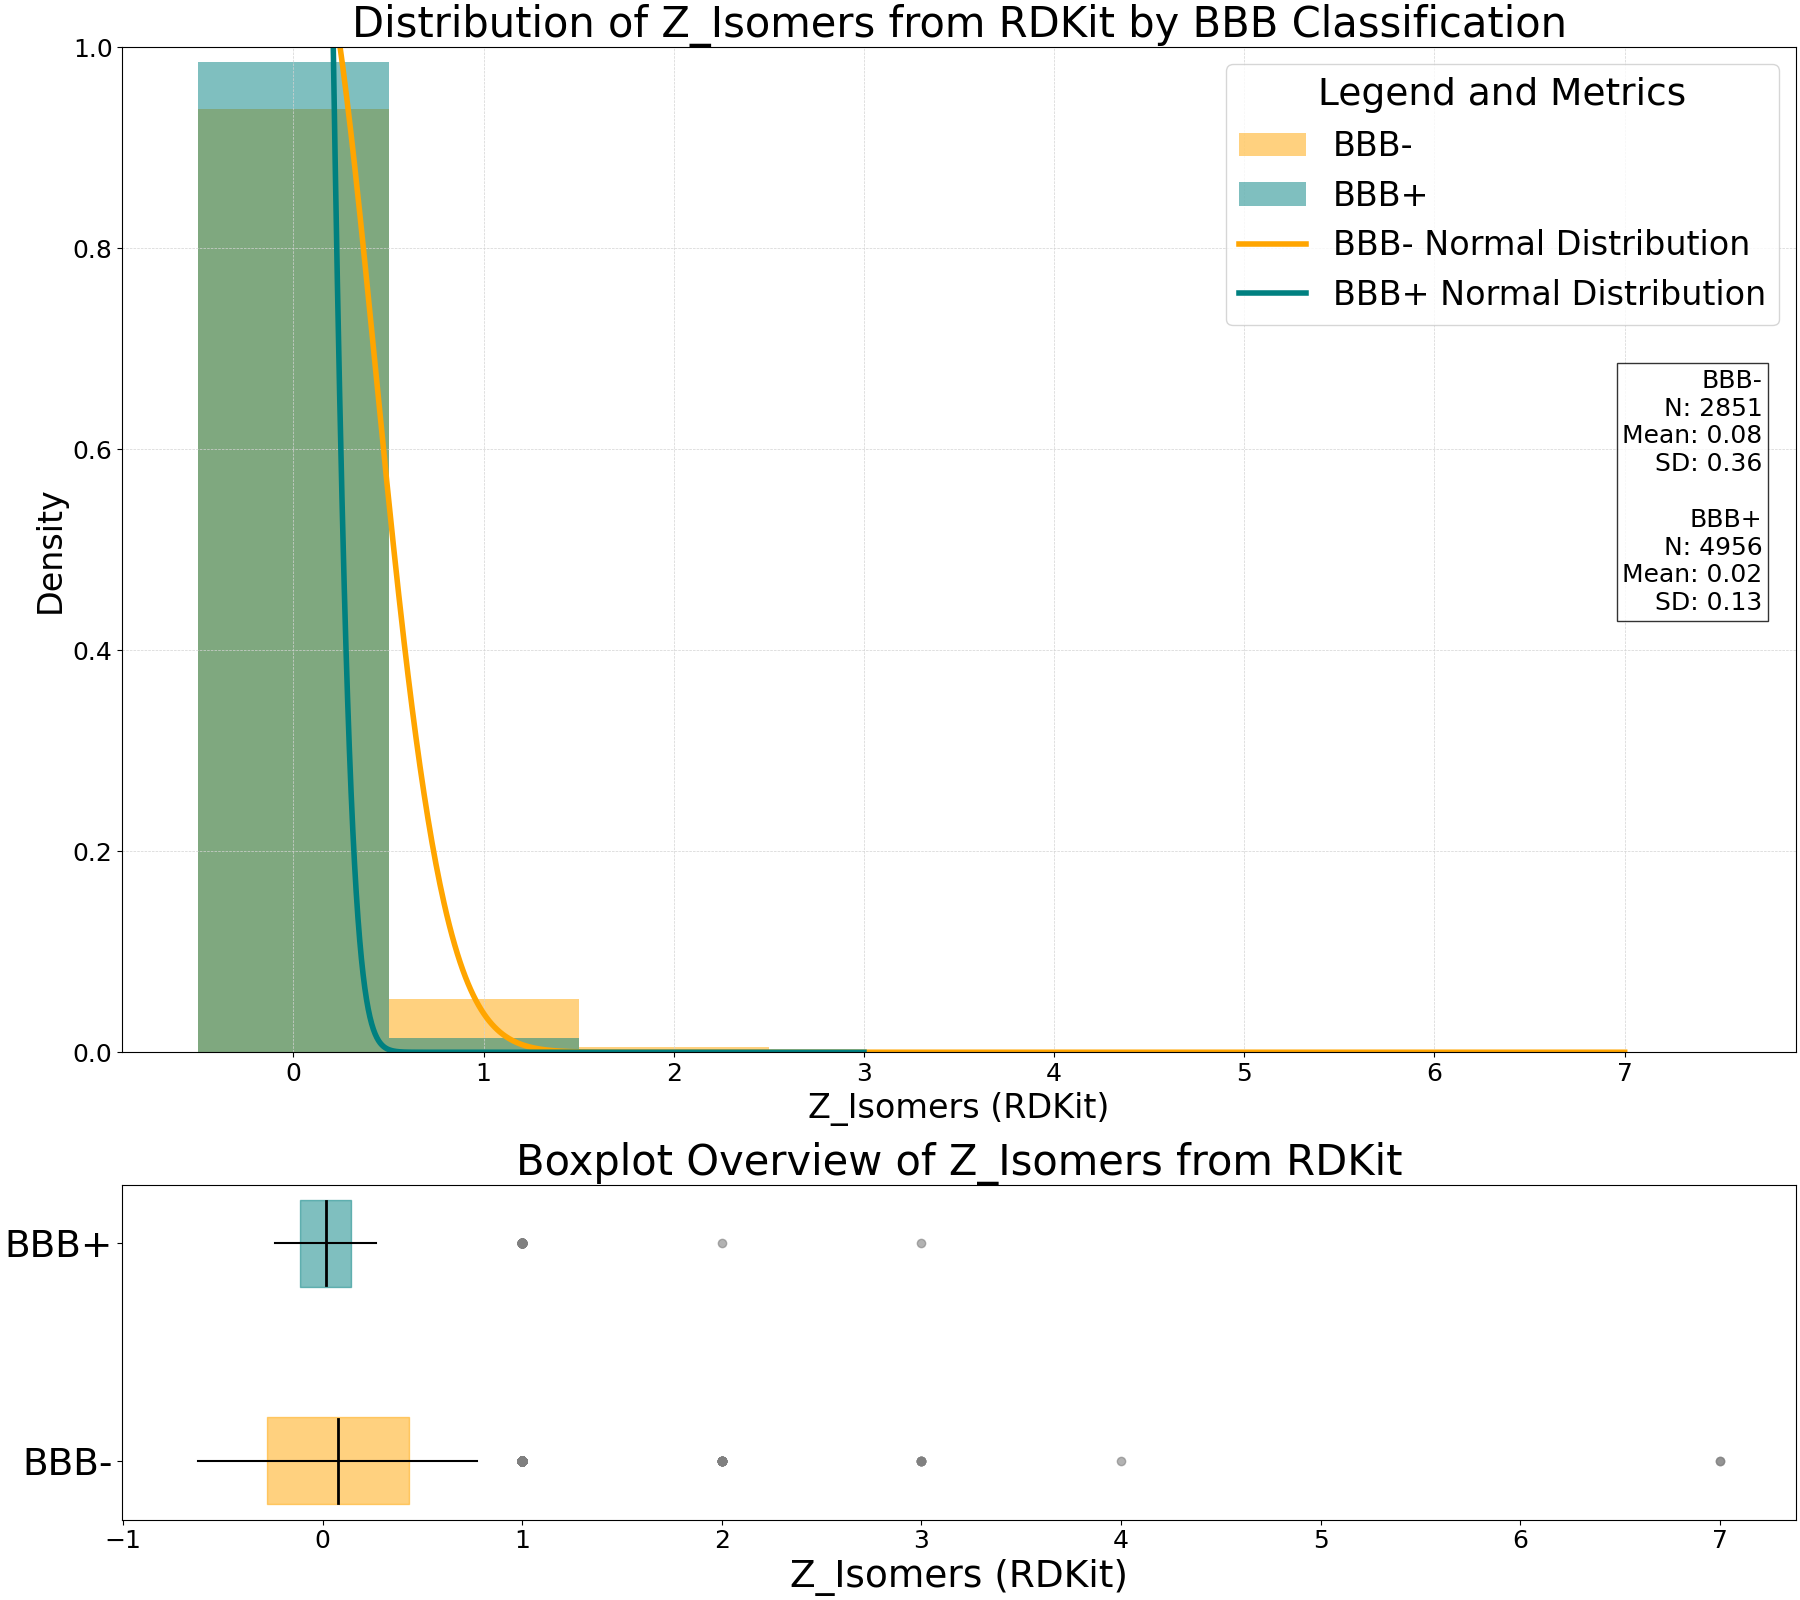 Distribution of Z_Isomers from RDKit by BBB Classification
1.0
0.8
0.6
0.4
0.2
0.0
Density
Legend and Metrics
BBB-
BBB+
BBB- Normal Distribution
BBB+ Normal Distribution
BBB-
N: 2851
Mean: 0.08
SD: 0.36
BBB+
N: 4956
Mean: 0.02
SD: 0.13
0 1 2 3 4 5 6 7
Z_Isomers (RDKit)
Boxplot Overview of Z_Isomers from RDKit
BBB+
BBB-
−1 0 1 2 3 4 5 6 7
Z_Isomers (RDKit)